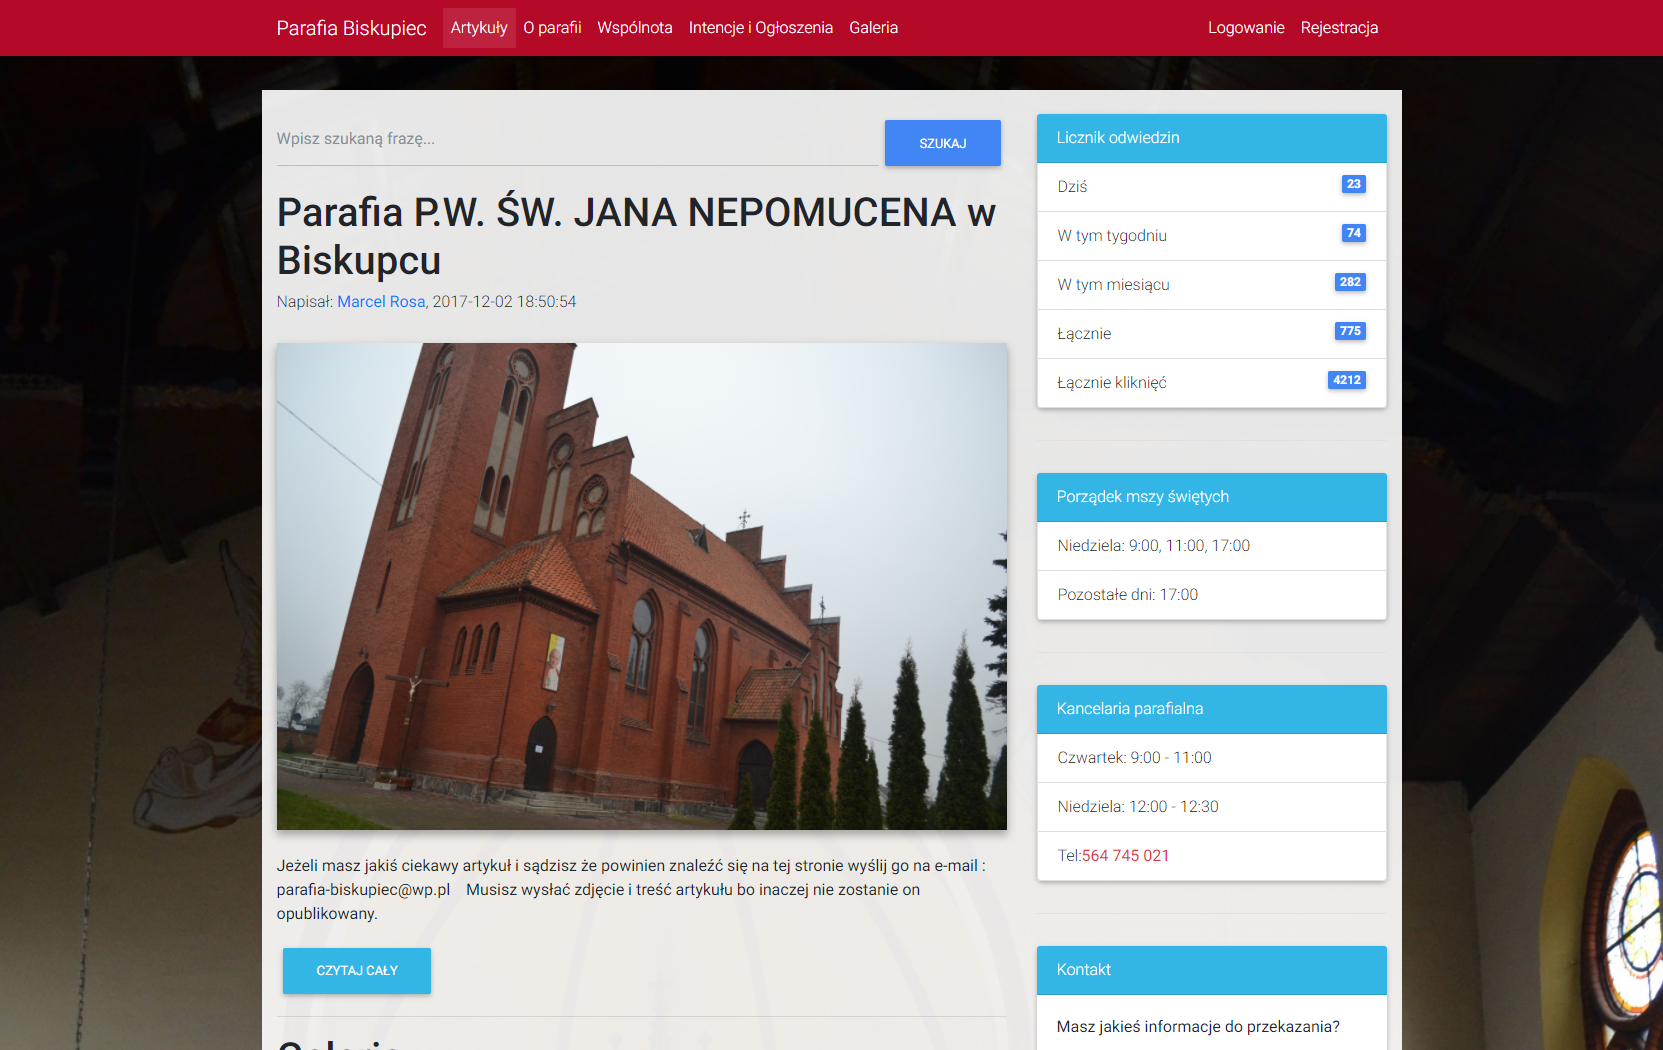 Parafia Biskupiec Artykuły O parafii Wspólnota Intencje i Ogłoszenia Galeria Logowanie Rejestracja
Wpisz szukaną frazę...
SZUKAJ
Parafia P.W. ŚW. JANA NEPOMUCENA w
Biskupcu
Napisał: Marcel Rosa, 2017-12-02 18:50:54
Jeżeli masz jakiś ciekawy artykuł i sądzisz że powinien znaleźć się na tej stronie wyślij go na e-mail :
parafia-biskupiec@wp.pl Musisz wysłać zdjęcie i treść artykułu bo inaczej nie zostanie on
opublikowany.
CZYTAJ CAŁY
Galeria
Licznik odwiedzin
Dziś 23
W tym tygodniu 74
W tym miesiącu 282
Łącznie 775
Łącznie kliknięć 4212
Porządek mszy świętych
Niedziela: 9:00, 11:00, 17:00
Pozostałe dni: 17:00
Kancelaria parafialna
Czwartek: 9:00 - 11:00
Niedziela: 12:00 - 12:30
Tel:564 745 021
Kontakt
Masz jakieś informacje do przekazania?